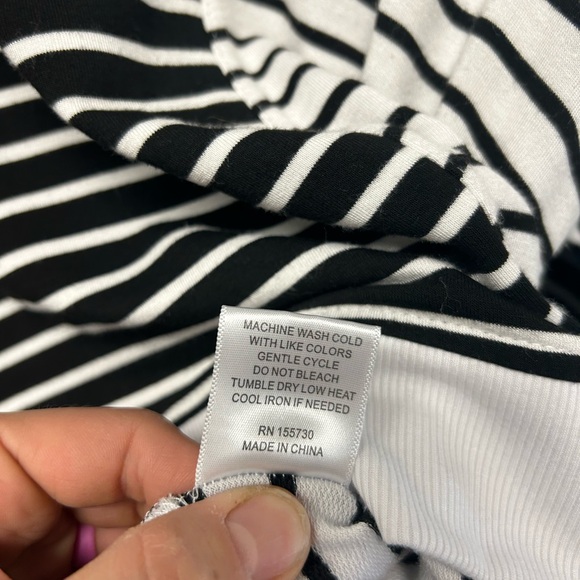 MACHINE WASH COLD
WITH LIKE COLORS
GENTLE CYCLE
DO NOT BLEACH
TUMBLE DRY LOW HEAT
COOL IRON IF NEEDED
RN 155730
MADE IN CHINA